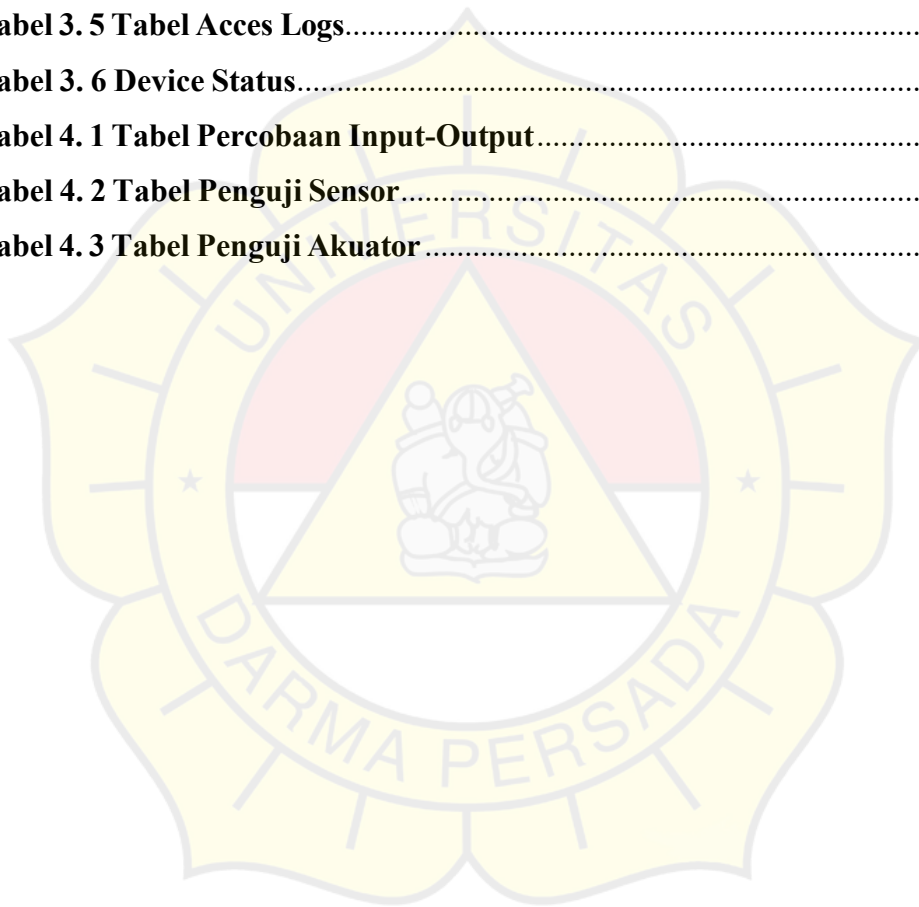 abel 3. 5 Tabel Acces Logs
abel 3. 6 Device Status
abel 4. 1 Tabel Percobaan Input-Output
abel 4. 2 Tabel Penguji Sensor
abel 4. 3 Tabel Penguji Akuator
UNIVERSITAS
DARMA PERSADA